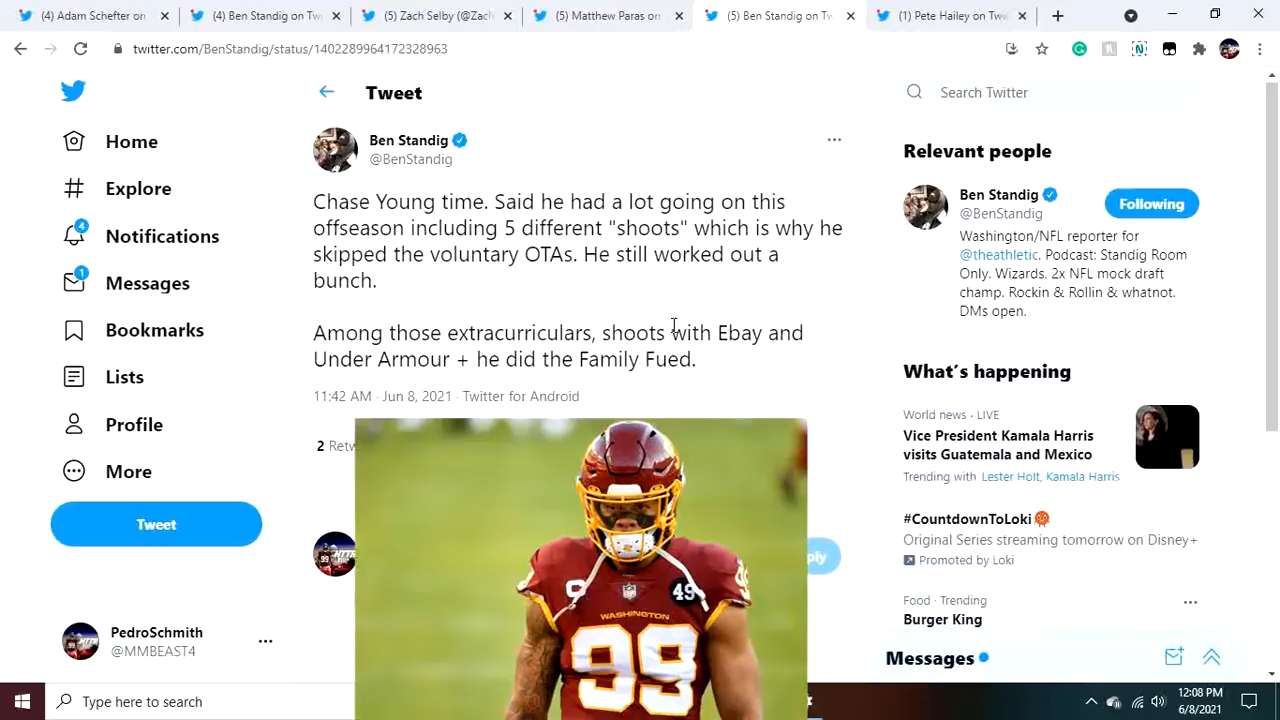 (4) Adam Schefter on
(4) Ben Standig on Tw
(5) Zach Selby (@Zach
(5) Matthew Paras on
(5) Ben Standig on Tw
(1) Pete Hailey on Twe
twitter.com/BenStandig/status/1402289964172328963
Home
Explore
4
Notifications
1
Messages
Bookmarks
Lists
Profile
More
Tweet
PedroSchmith
@MMBEAST4
Tweet
Ben Standig
@BenStandig
Chase Young time. Said he had a lot going on this
offseason including 5 different "shoots" which is why he
skipped the voluntary OTAs. He still worked out a
bunch.
Among those extracurriculars, shoots with Ebay and
Under Armour + he did the Family Fued.
11:42 AM · Jun 8, 2021 · Twitter for Android
2 Retw
ply
49
WASHINGTON
99
Search Twitter
Relevant people
Ben Standig
@BenStandig
Following
Washington/NFL reporter for
@theathletic. Podcast: Standig Room
Only. Wizards. 2x NFL mock draft
champ. Rockin & Rollin & whatnot.
DMs open.
What's happening
World news · LIVE
Vice President Kamala Harris
visits Guatemala and Mexico
Trending with Lester Holt, Kamala Harris
#CountdownToLoki
Original Series streaming tomorrow on Disney+
Promoted by Loki
Food · Trending
Burger King
Messages
Type here to search
12:08 PM
6/8/2021